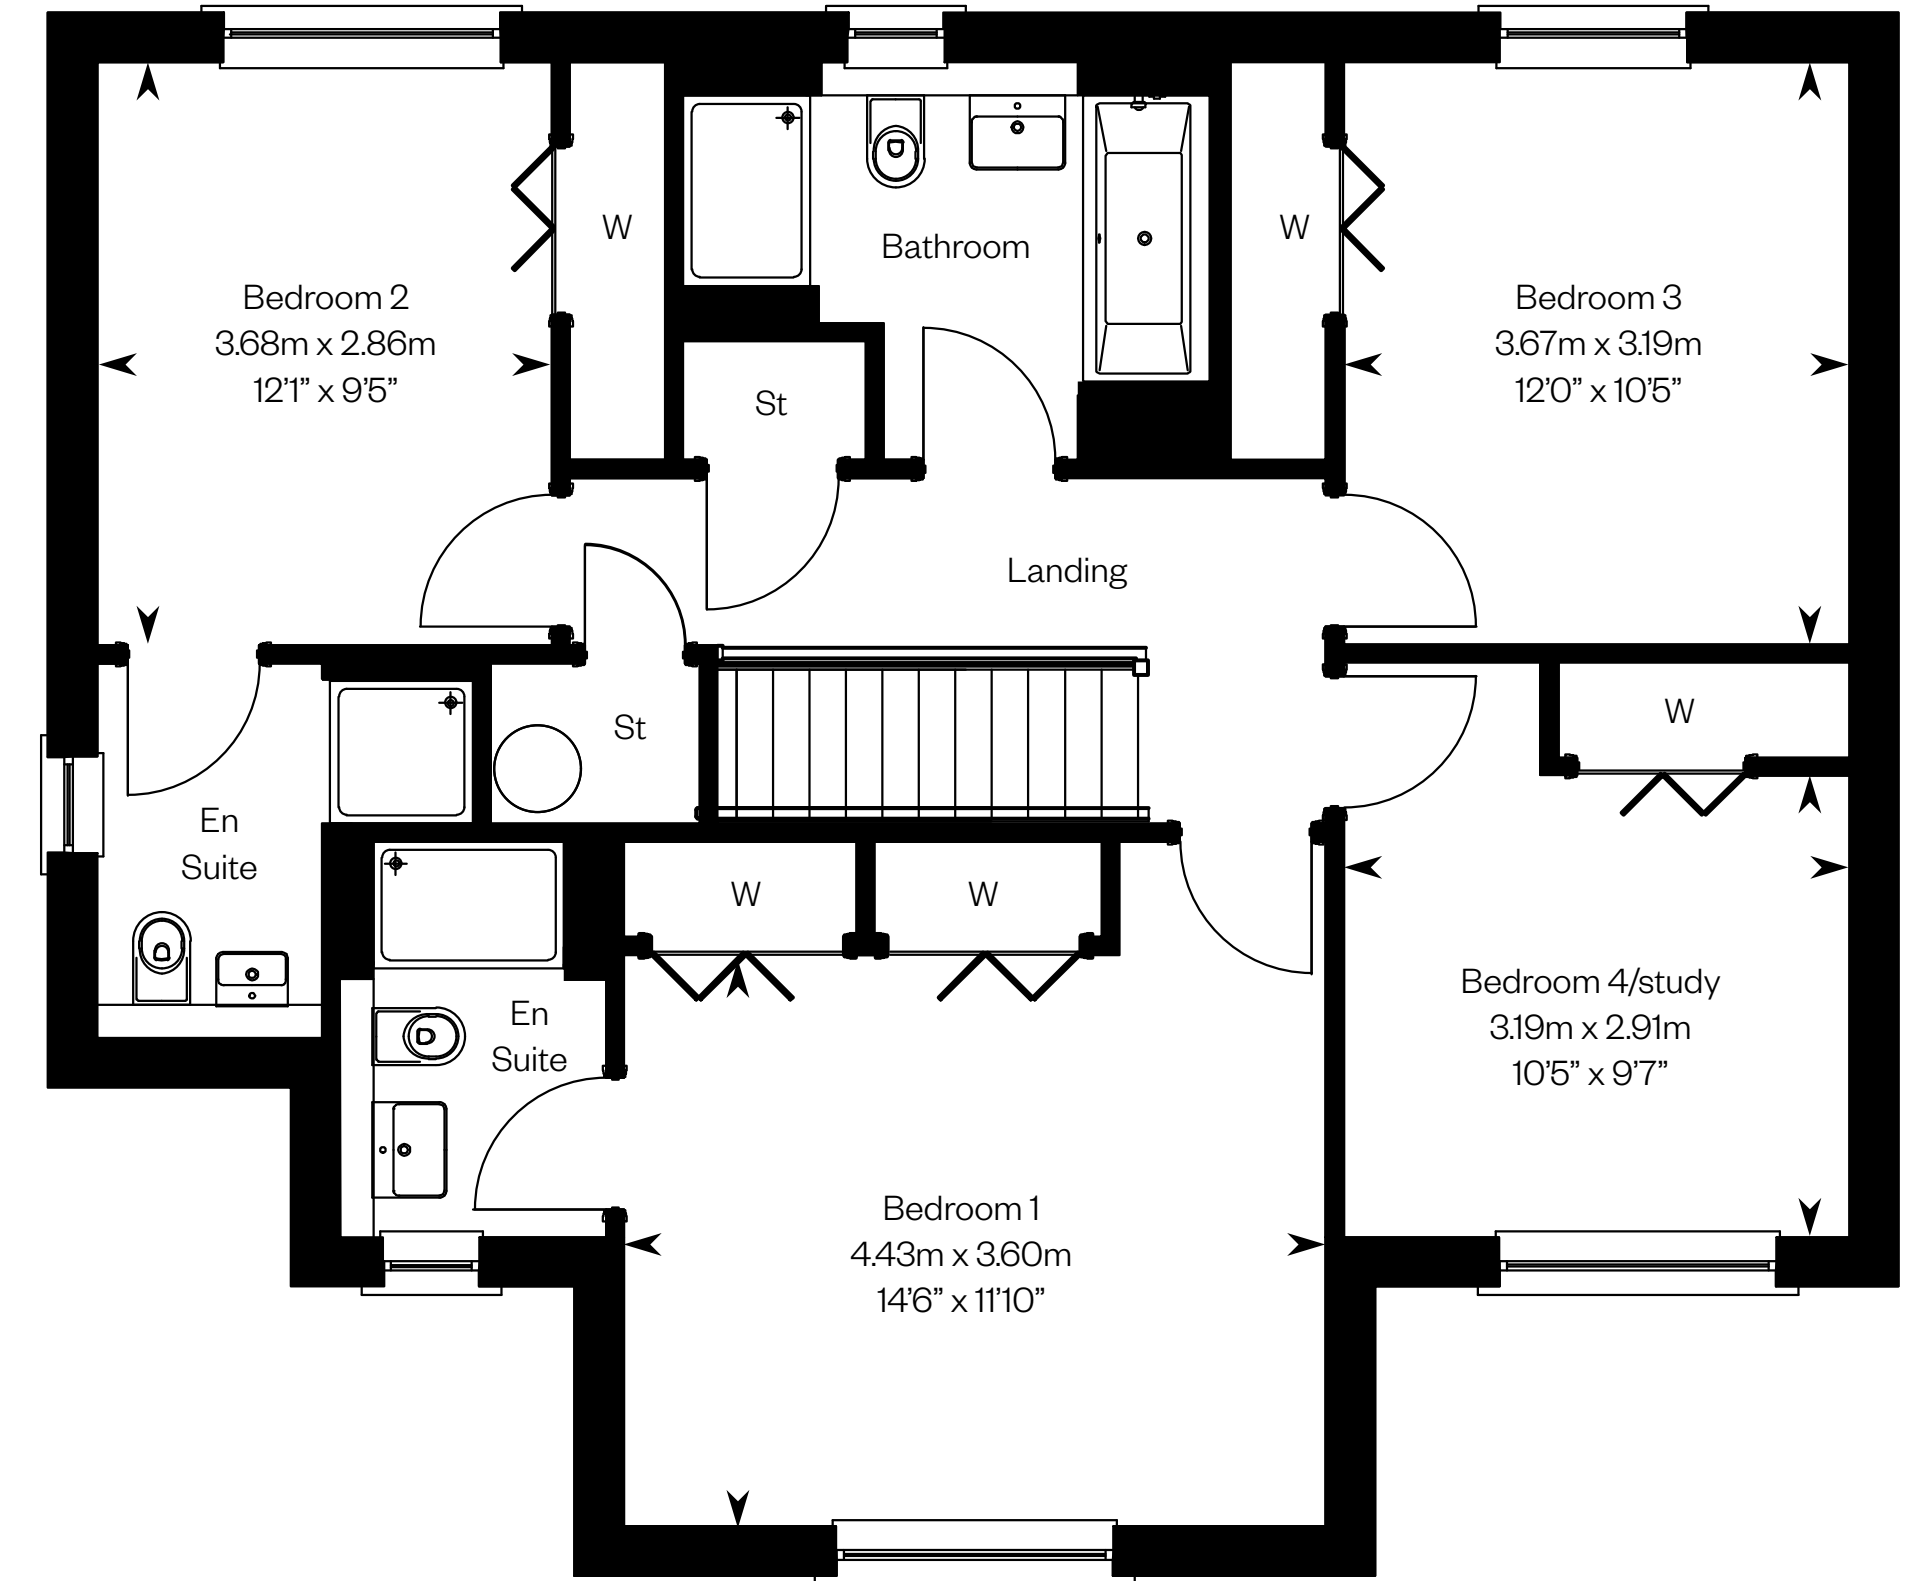 W
Bathroom
W
Bedroom 2
3.68m x 2.86m
12'1” x 9'5”
Bedroom 3
3.67m x 3.19m
12'0” x 10'5”
St
Landing
St
W
En
Suite
W
W
En
Suite
Bedroom 4/study
3.19m x 2.91m
10'5” x 9'7”
Bedroom 1
4.43m x 3.60m
14'6” x 11'10”